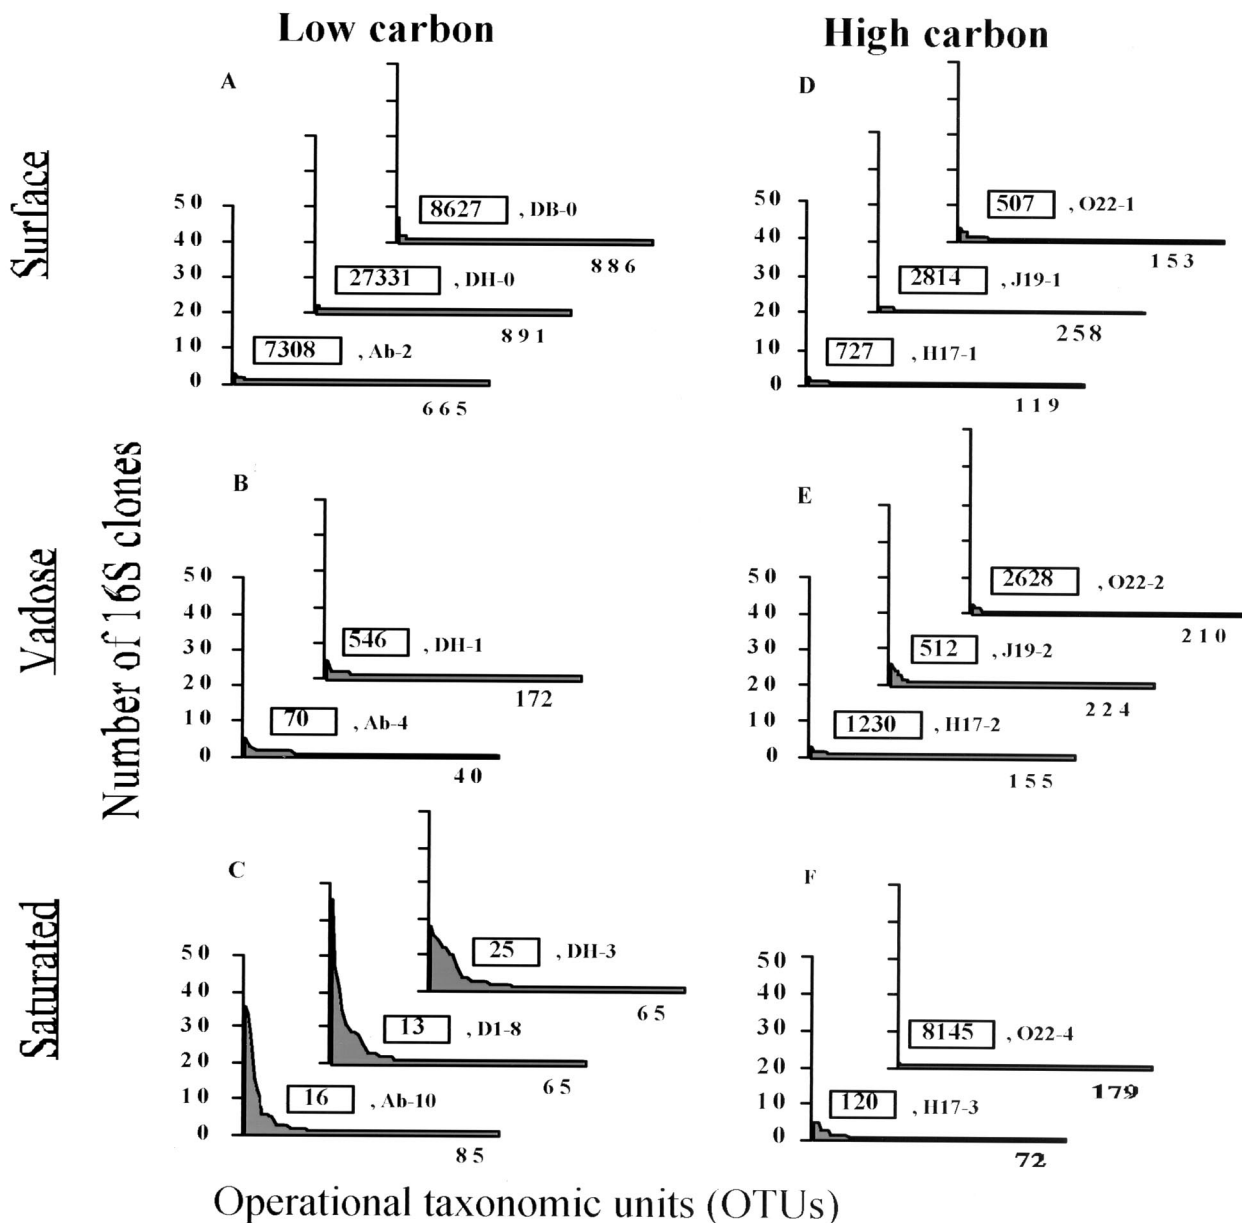 Low carbon
High carbon
Surface
A
50
40
30
20
10
0
8627 , DB-0
886
27331 , DH-0
891
7308 , Ab-2
665
D
50
40
30
20
10
0
507 , O22-1
153
2814 , J19-1
258
727 , H17-1
119
Number of 16S clones
Vadose
B
50
40
30
20
10
0
546 , DH-1
172
70 , Ab-4
40
E
50
40
30
20
10
0
2628 , O22-2
210
512 , J19-2
224
1230 , H17-2
155
Saturated
C
50
40
30
20
10
0
25 , DH-3
65
13 , D1-8
65
16 , Ab-10
85
F
50
40
30
20
10
0
8145 , O22-4
179
120 , H17-3
72
Operational taxonomic units (OTUs)